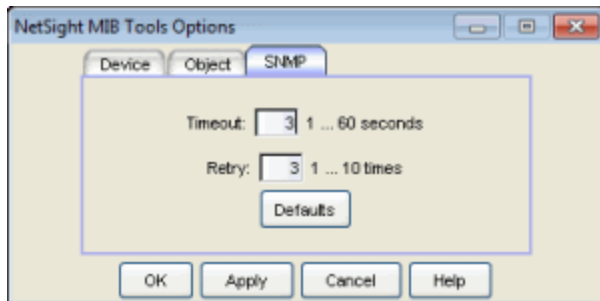 NetSight MIB Tools Options
Device Object SNMP
Timeout: 3 1 ... 60 seconds
Retry: 3 1 ... 10 times
Defaults
OK Apply Cancel Help